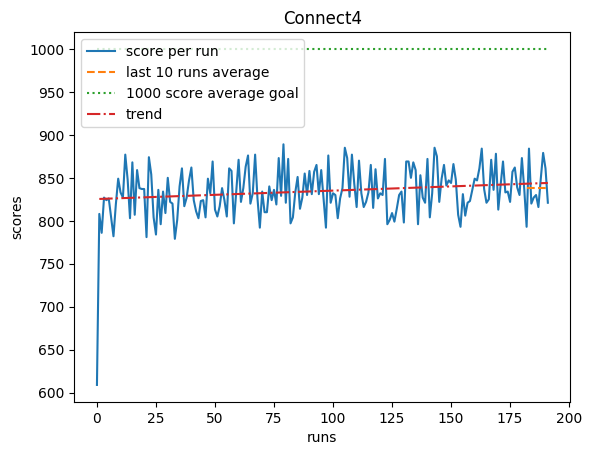 Connect4
score per run
last 10 runs average
1000 score average goal
trend
scores
1000
950
900
850
800
750
700
650
600
0
25
50
75
100
125
150
175
200
runs